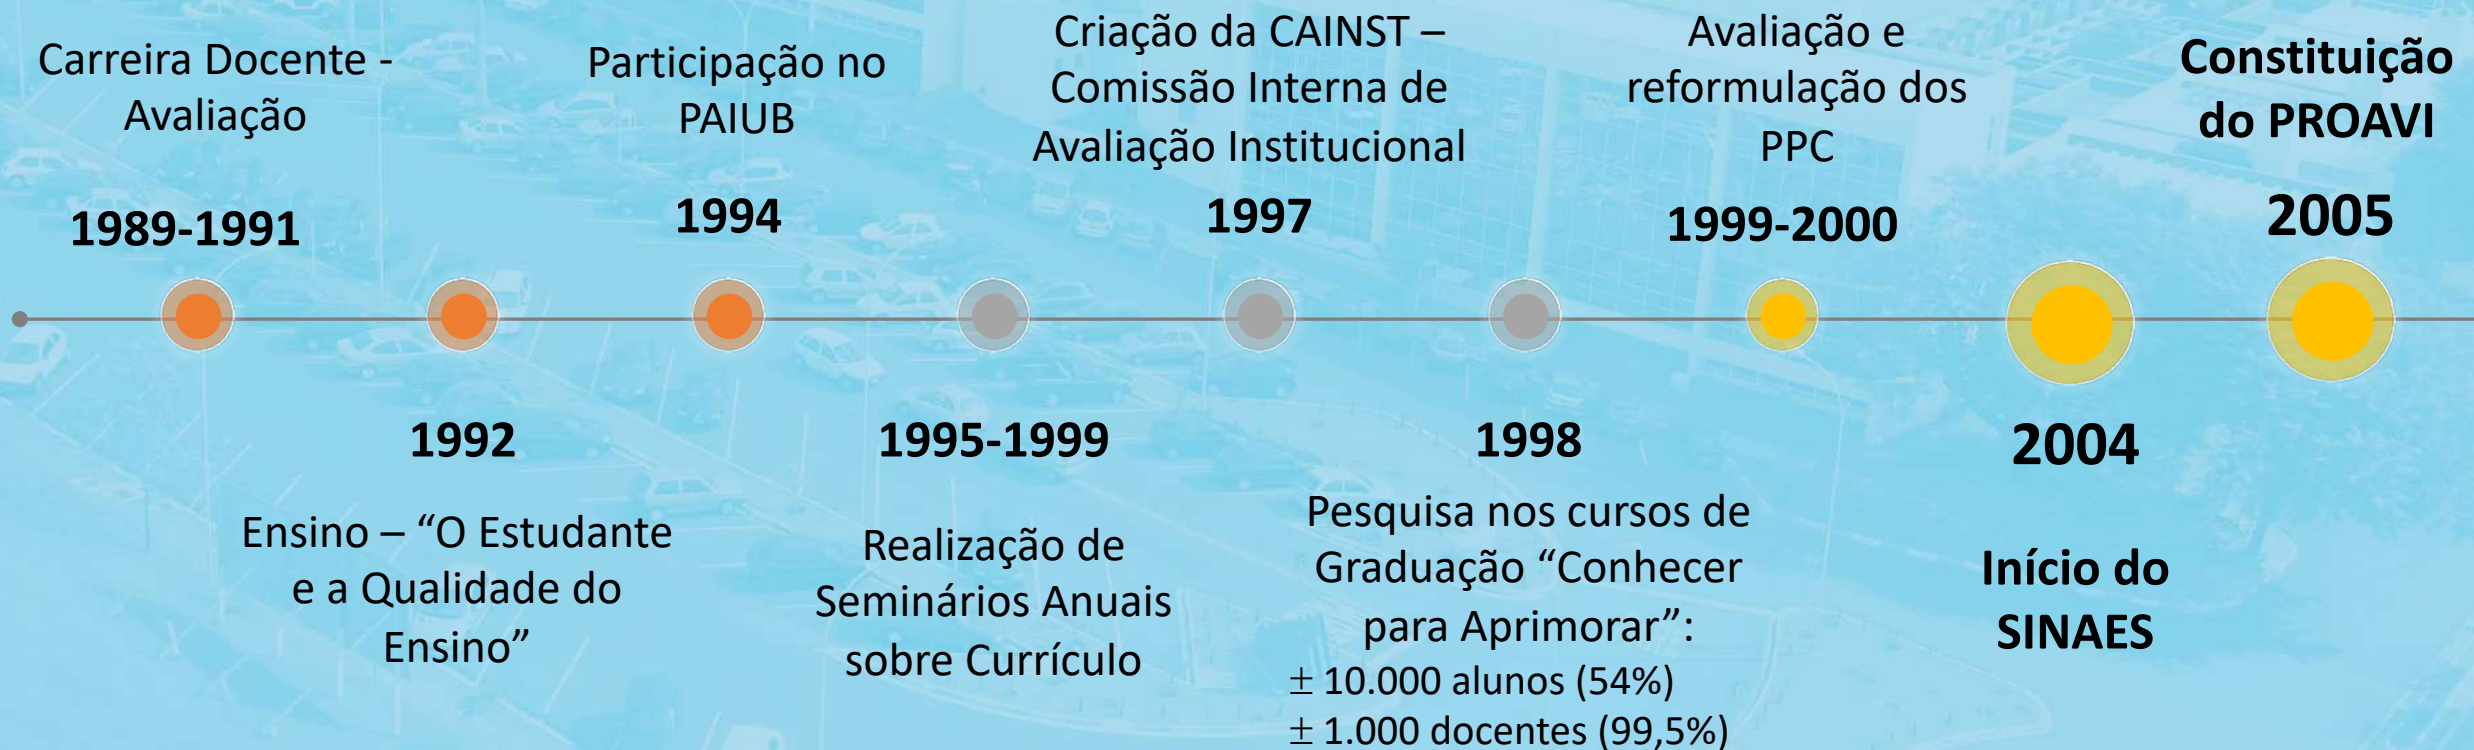 Carreira Docente -
Avaliação
1989-1991
1992
Ensino – “O Estudante
e a Qualidade do
Ensino”
Participação no
PAIUB
1994
1995-1999
Realização de
Seminários Anuais
sobre Currículo
Criação da CAINST –
Comissão Interna de
Avaliação Institucional
1997
1998
Pesquisa nos cursos de
Graduação “Conhecer
para Aprimorar”:
± 10.000 alunos (54%)
± 1.000 docentes (99,5%)
Avaliação e
reformulação dos
PPC
1999-2000
2004
Início do
SINAES
Constituição
do PROAVI
2005